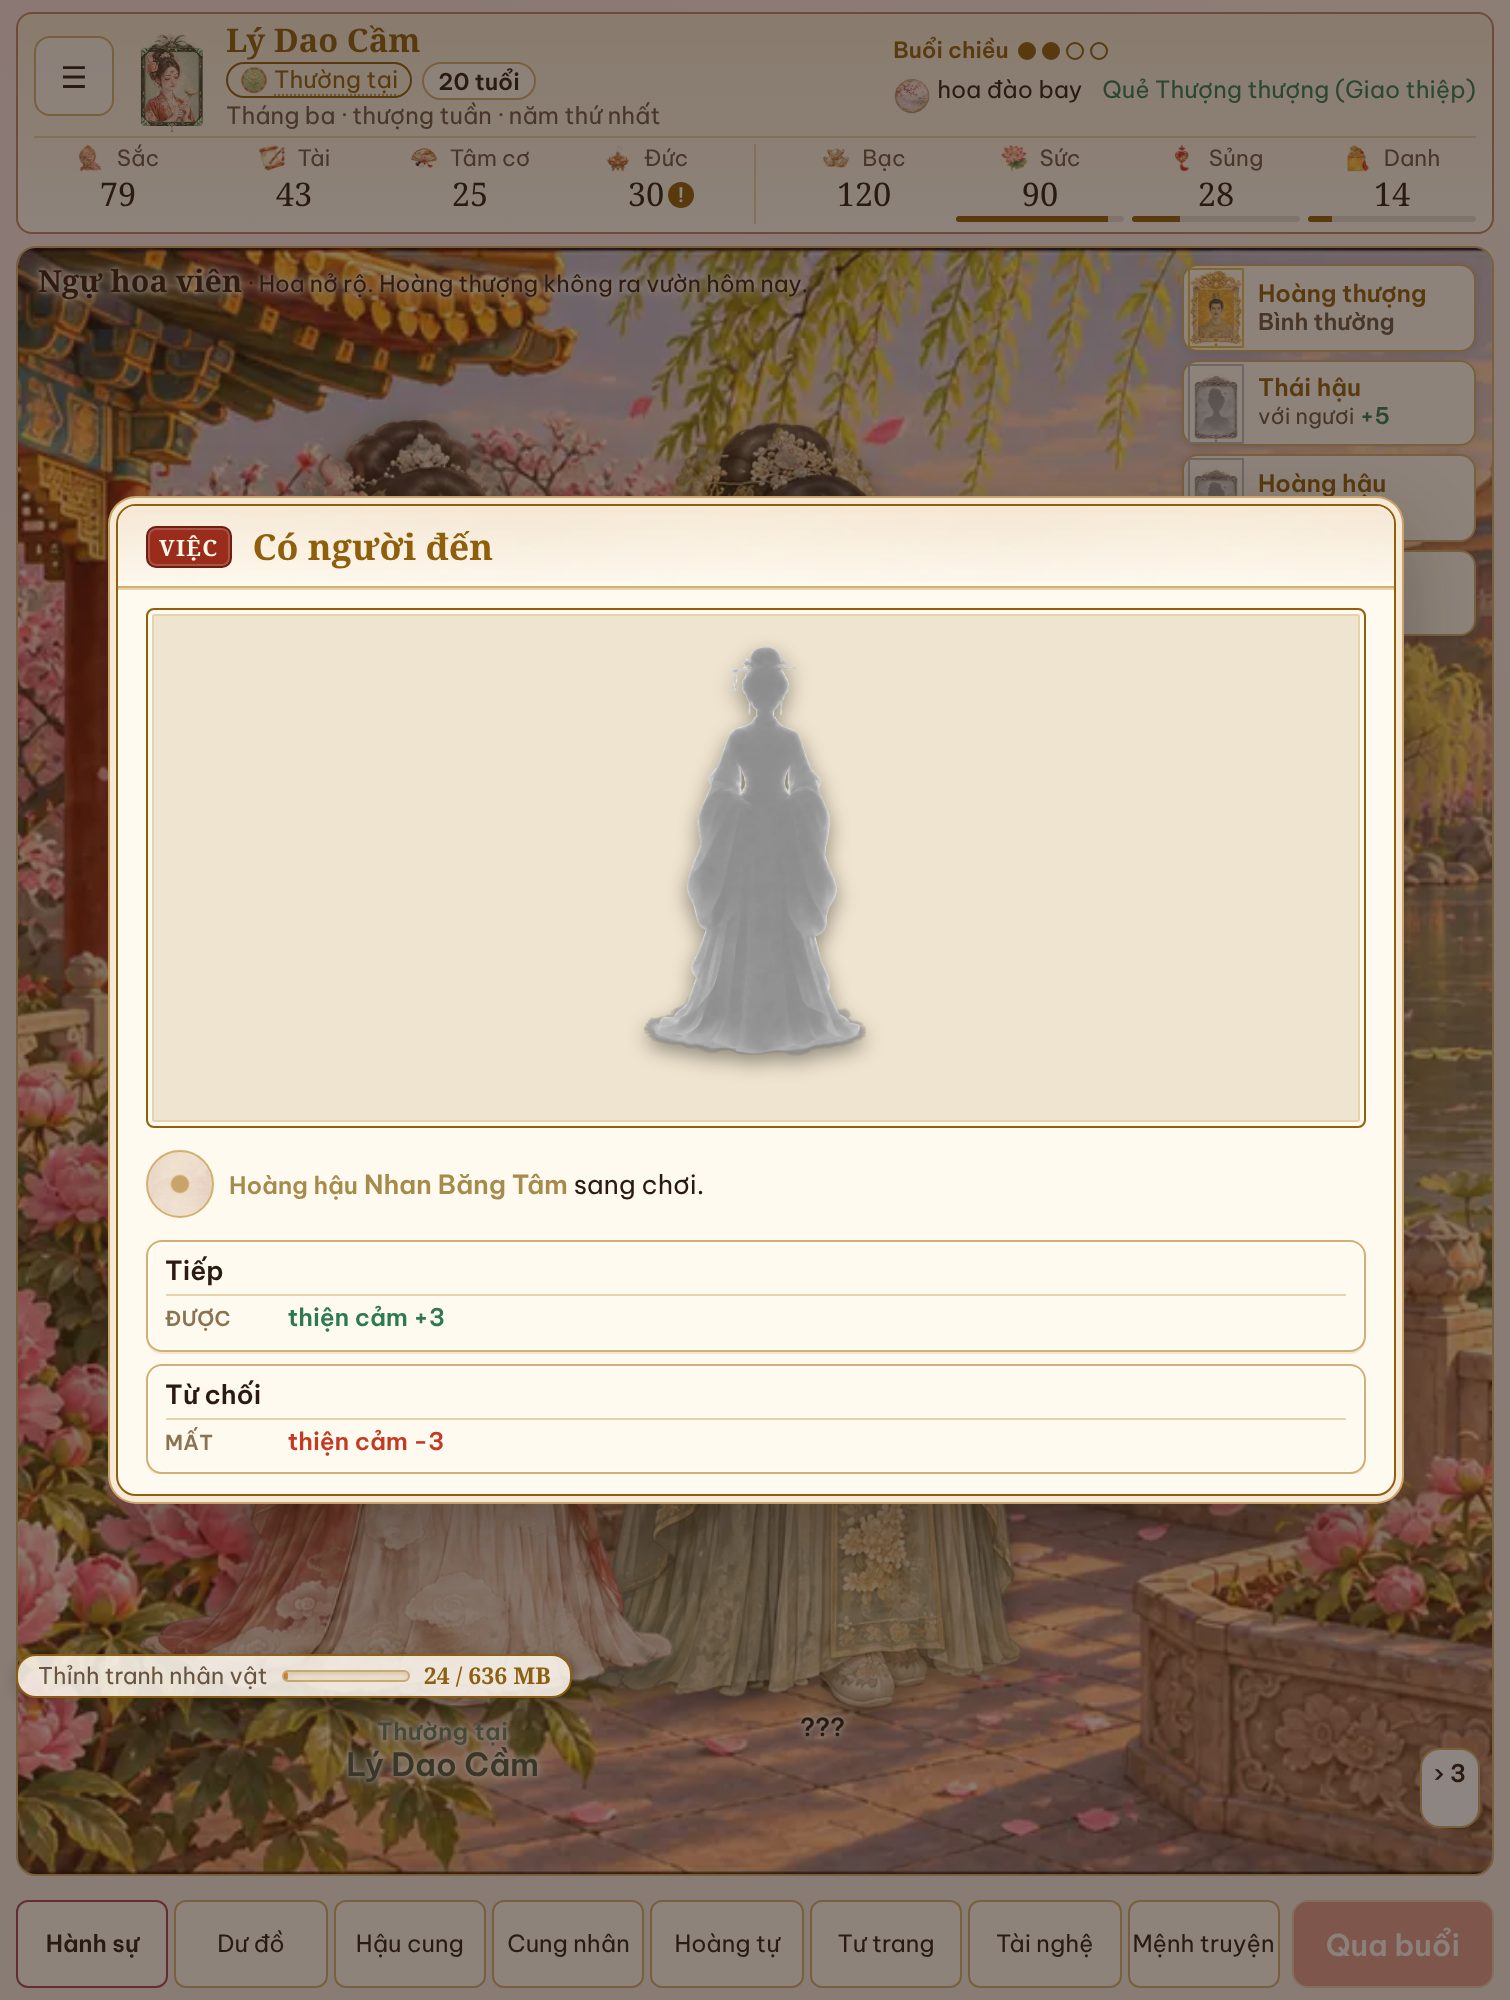 ☰
Lý Dao Cầm
Thường tại 20 tuổi
Tháng ba · thượng tuần · năm thứ nhất
Buổi chiều
hoa đào bay Quẻ Thượng thượng (Giao thiệp)
Sắc Tài Tâm cơ Đức Bạc Sức Sủng Danh
79 43 25 30 ! 120 90 28 14
Ngự hoa viên · Hoa nở rộ. Hoàng thượng không ra vườn hôm nay.
Hoàng thượng
Bình thường
Thái hậu
với ngươi +5
Hoàng hậu
VIỆC Có người đến
Hoàng hậu Nhan Băng Tâm sang chơi.
Tiếp
ĐƯỢC thiện cảm +3
Từ chối
MẤT thiện cảm -3
Thỉnh tranh nhân vật 24 / 636 MB
Thường tại
Lý Dao Cầm
???
› 3
Hành sự Dư đồ Hậu cung Cung nhân Hoàng tự Tư trang Tài nghệ Mệnh truyện Qua buổi